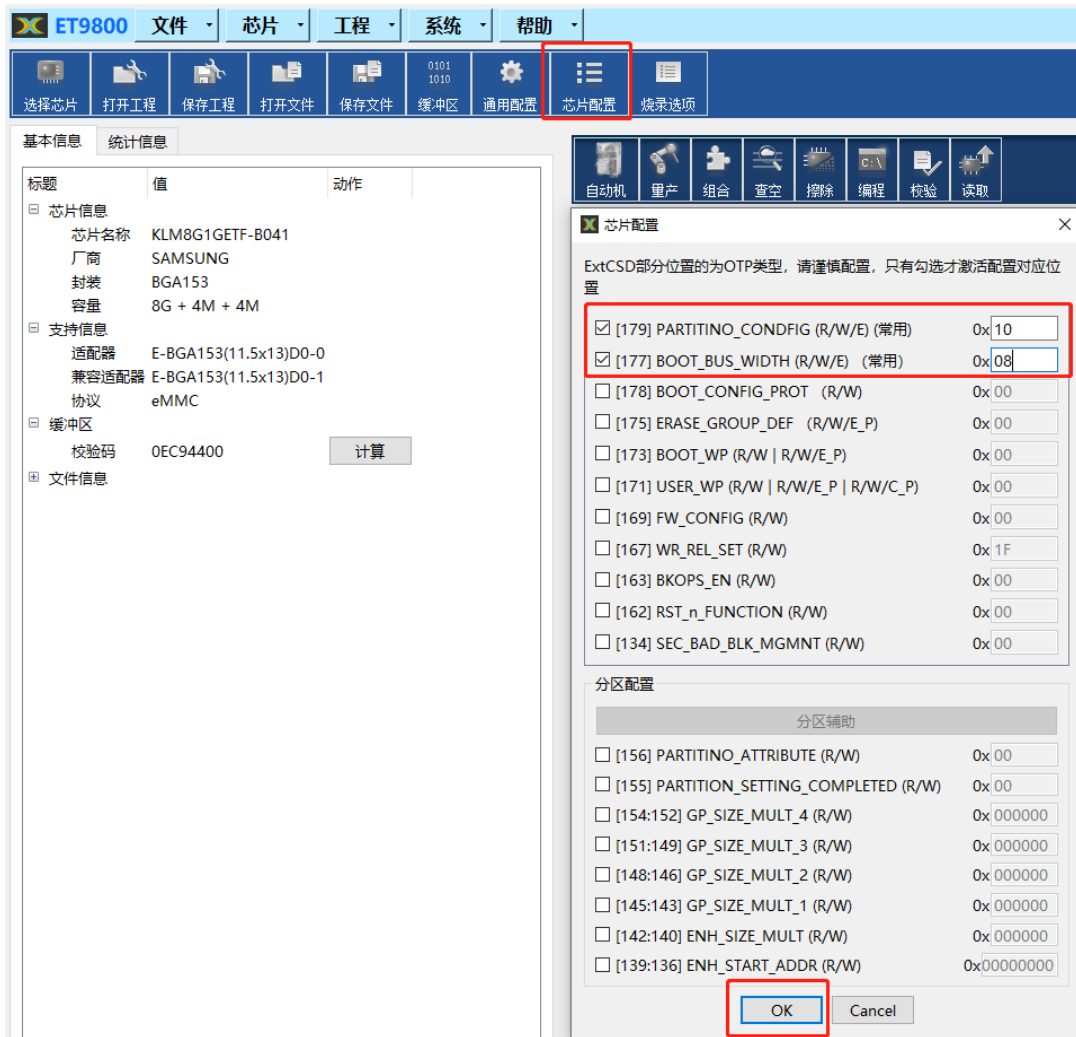 ET9800 文件 芯片 工程 系统 帮助
0101
1010
选择芯片 打开工程 保存工程 打开文件 保存文件 缓冲区 通用配置 芯片配置 烧录选项
基本信息 统计信息
标题 值 动作
芯片信息
芯片名称 KLM8G1GETF-B041
厂商 SAMSUNG
封装 BGA153
容量 8G + 4M + 4M
支持信息
适配器 E-BGA153(11.5x13)D0-0
兼容适配器 E-BGA153(11.5x13)D0-1
协议 eMMC
缓冲区
校验码 0EC94400 计算
文件信息
C:\
自动机 量产 组合 查空 擦除 编程 校验 读取
芯片配置
ExtCSD部分位置的为OTP类型，请谨慎配置，只有勾选才激活配置对应位
置
[179] PARTITINO_CONDFIG (R/W/E) (常用) 0x 10
[177] BOOT_BUS_WIDTH (R/W/E) （常用） 0x 08
[178] BOOT_CONFIG_PROT (R/W) 0x 00
[175] ERASE_GROUP_DEF (R/W/E_P) 0x 00
[173] BOOT_WP (R/W | R/W/E_P) 0x 00
[171] USER_WP (R/W | R/W/E_P | R/W/C_P) 0x 00
[169] FW_CONFIG (R/W) 0x 00
[167] WR_REL_SET (R/W) 0x 1F
[163] BKOPS_EN (R/W) 0x 00
[162] RST_n_FUNCTION (R/W) 0x 00
[134] SEC_BAD_BLK_MGMNT (R/W) 0x 00
分区配置
分区辅助
[156] PARTITINO_ATTRIBUTE (R/W) 0x 00
[155] PARTITION_SETTING_COMPLETED (R/W) 0x 00
[154:152] GP_SIZE_MULT_4 (R/W) 0x 000000
[151:149] GP_SIZE_MULT_3 (R/W) 0x 000000
[148:146] GP_SIZE_MULT_2 (R/W) 0x 000000
[145:143] GP_SIZE_MULT_1 (R/W) 0x 000000
[142:140] ENH_SIZE_MULT (R/W) 0x 000000
[139:136] ENH_START_ADDR (R/W) 0x 00000000
OK Cancel